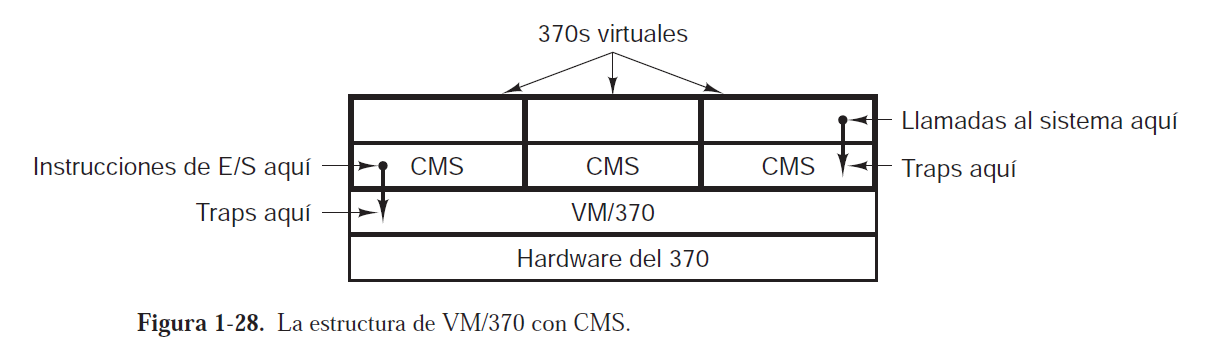 370s virtuales
Llamadas al sistema aquí
Instrucciones de E/S aquí
CMS
CMS
CMS
Traps aquí
Traps aquí
VM/370
Hardware del 370
Figura 1-28. La estructura de VM/370 con CMS.